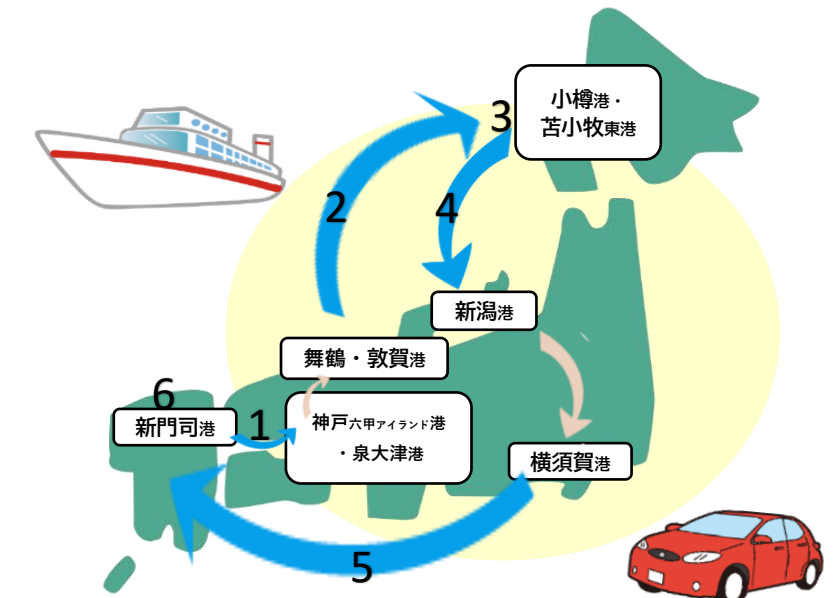 3
小樽港・
苫小牧東港
2
4
新潟港
舞鶴・敦賀港
6
新門司港
1
神戸六甲アイランド港
・泉大津港
横須賀港
5